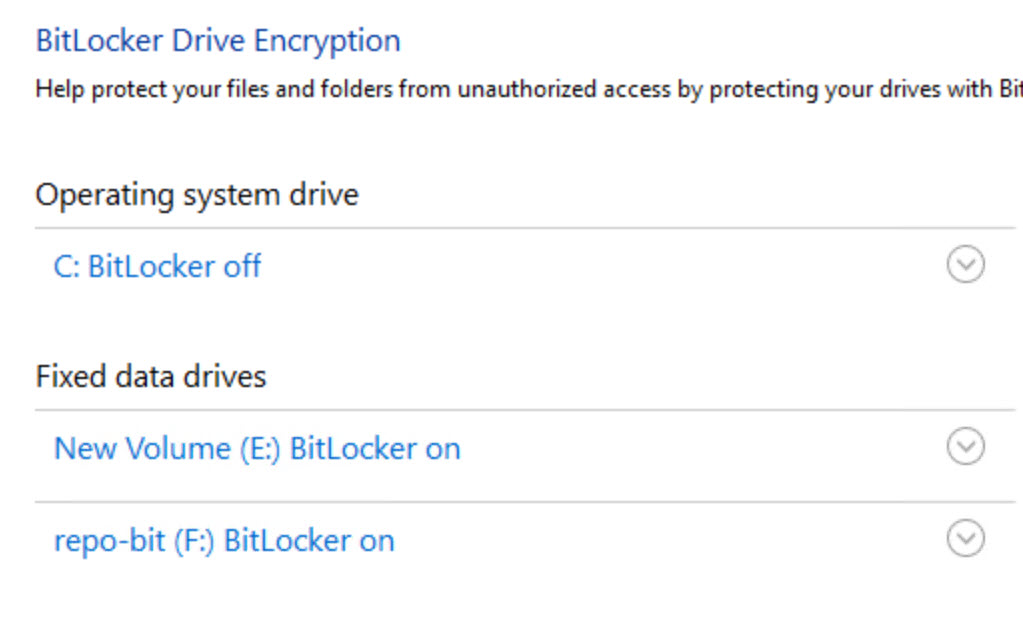 BitLocker Drive Encryption
Help protect your files and folders from unauthorized access by protecting your drives with Bit
Operating system drive
C: BitLocker off
Fixed data drives
New Volume (E:) BitLocker on
repo-bit (F:) BitLocker on